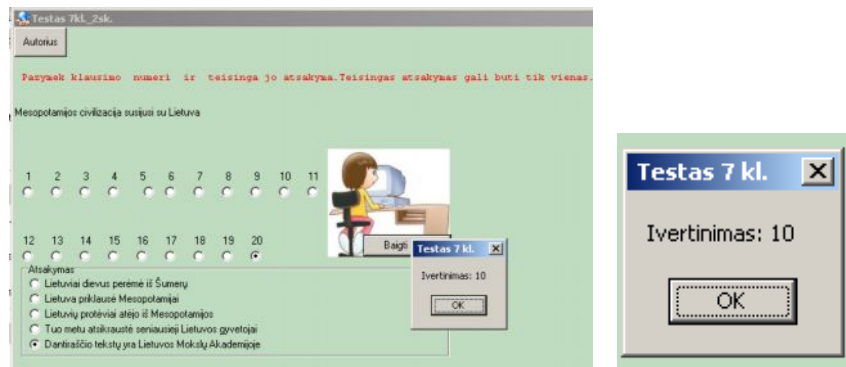 Testas 7kl._2sk.
Autorius
Pazymek klausimo numeri ir teisinga jo atsakyma.Teisingas atsakymas gali buti tik vienas.
Mesopotamijos civilizacija susijusi su Lietuva
1 2 3 4 5 6 7 8 9 10 11
12 13 14 15 16 17 18 19 20
Baigti
Atsakymas
Lietuviai dievus perėmė iš Šumerų
Lietuva priklausė Mesopotamijai
Lietuvių protėviai atėjo iš Mesopotamijos
Tuo metu atsikraustė seniausieji Lietuvos gyvetojai
Dantiraščio tekstų yra Lietuvos Mokslų Akademijoje
Testas 7 kl.
Ivertinimas: 10
OK
Testas 7 kl.
Ivertinimas: 10
OK